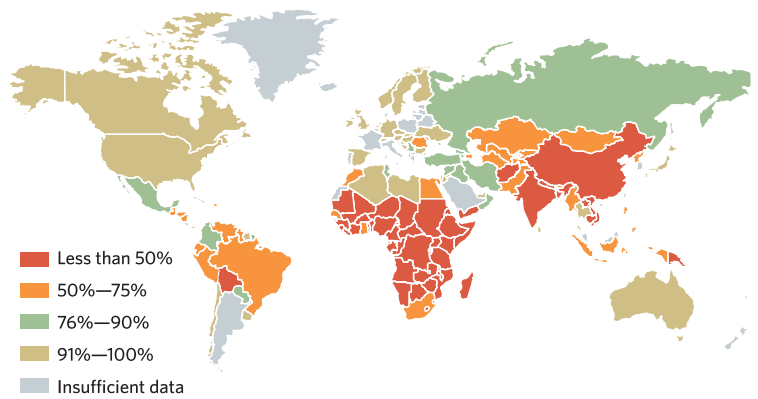 Less than 50%
50%—75%
76%—90%
91%—100%
Insufficient data